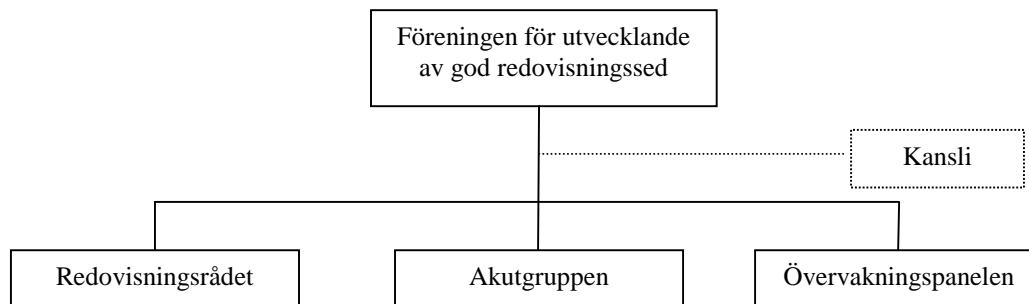 Föreningen för utvecklande
av god redovisningssed
Kansli
Redovisningsrådet
Akutgruppen
Övervakningspanelen